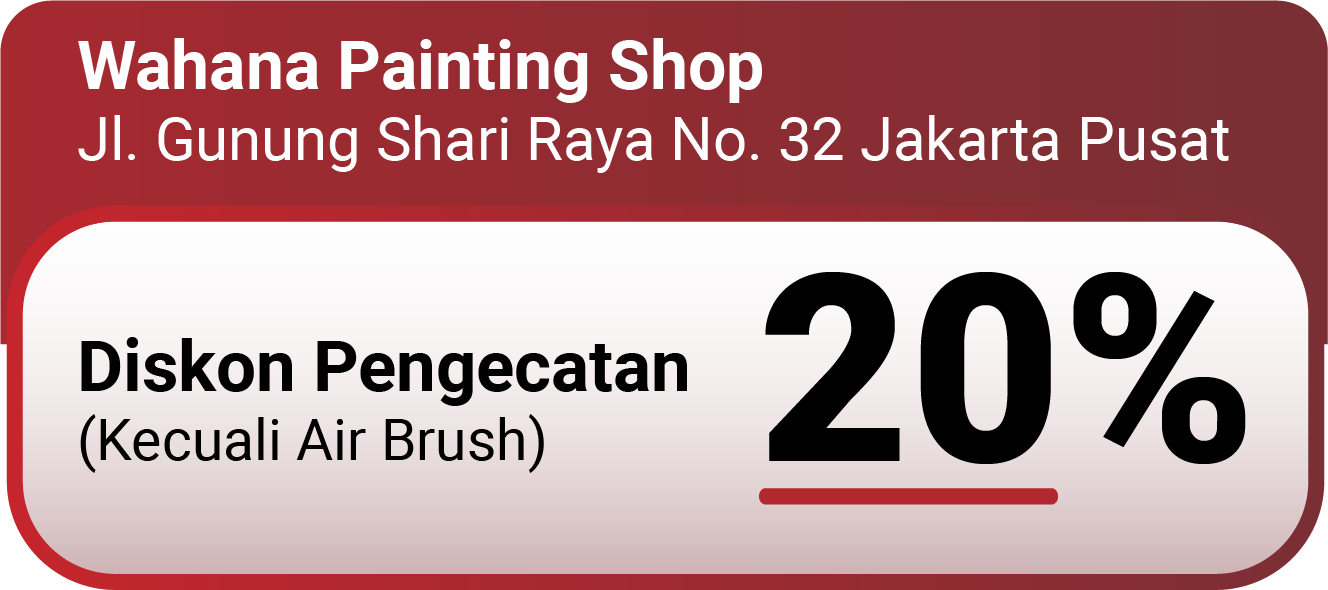 Wahana Painting Shop
Jl. Gunung Shari Raya No. 32 Jakarta Pusat
Diskon Pengecatan
(Kecuali Air Brush)
20%